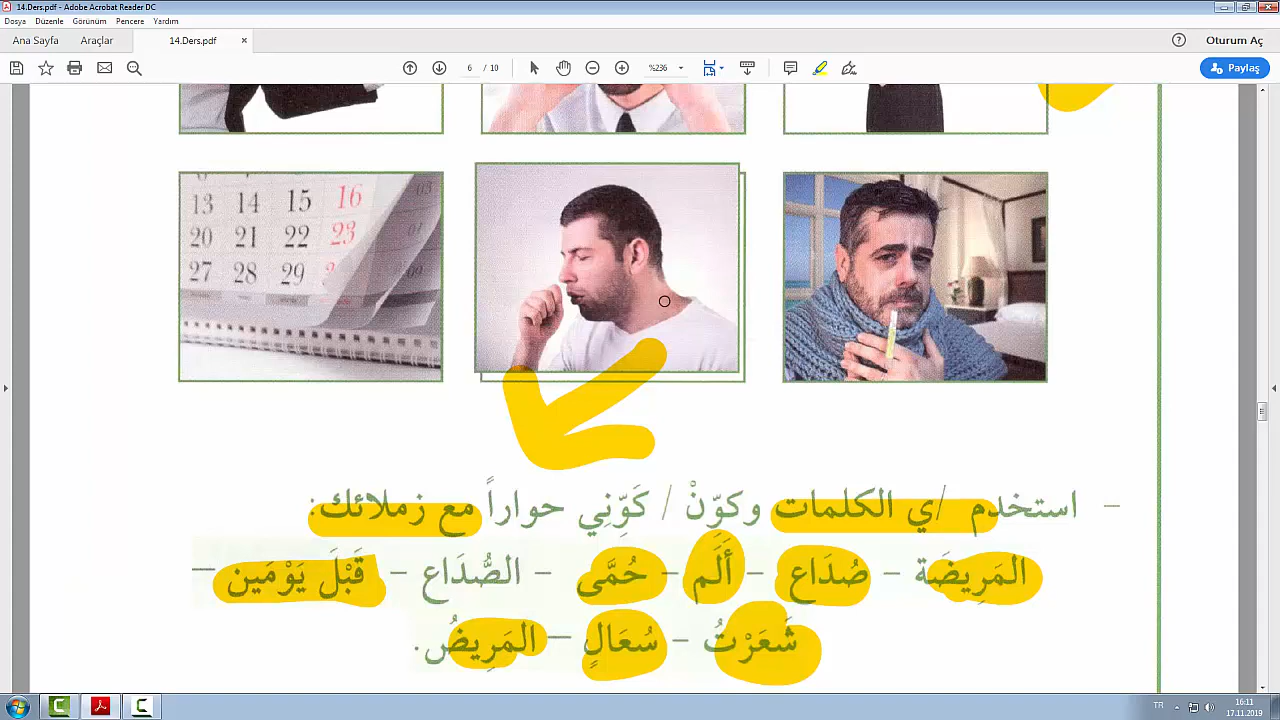 14.Ders.pdf - Adobe Acrobat Reader DC
Dosya Düzenle Görünüm Pencere Yardım
Ana Sayfa Araçlar 14.Ders.pdf × Oturum Aç
6 / 10 %236 Paylaş
13 14 15 16
20 21 22 23
27 28 29
– استخدم /ي الكلمات وكوّنْ / كَوِّنِي حواراً مع زملائك:
المَرِيضَة – صُدَاع – أَلَم – حُمَّى – الصُّدَاع – قَبْلَ يَوْمَين –
شَعَرْتُ – سُعَالٍ – المَرِيضُ.
TR 16:11
17.11.2019